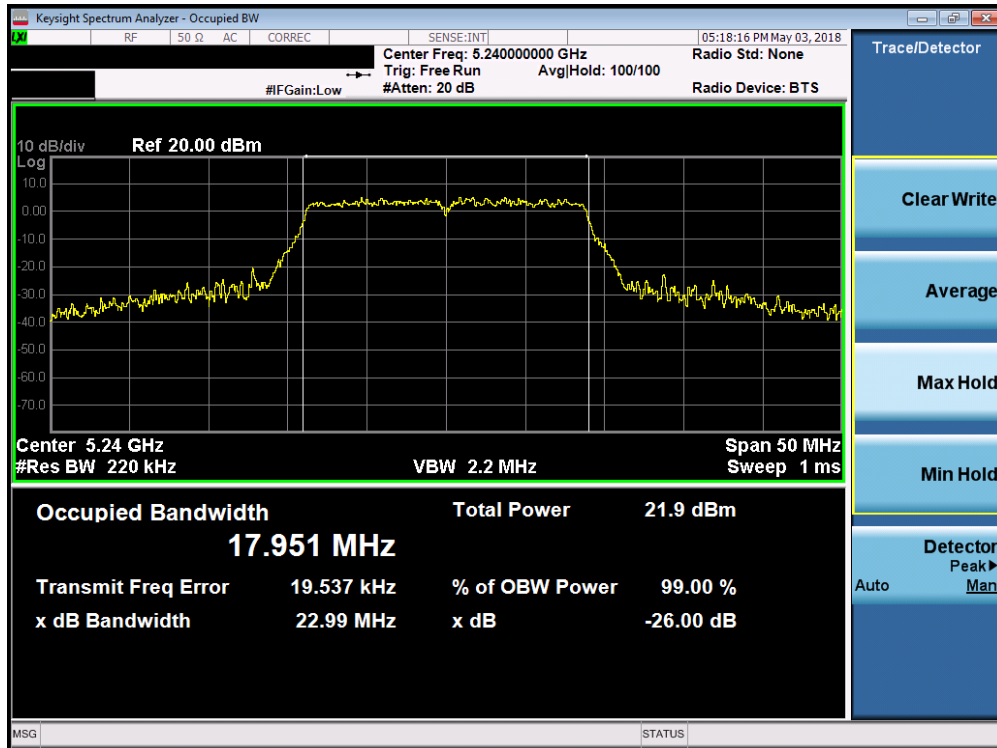 Keysight Spectrum Analyzer - Occupied BW
LXI RF 50 Ω AC CORREC SENSE:INT 05:18:16 PM May 03, 2018
Center Freq: 5.240000000 GHz Radio Std: None
Trig: Free Run Avg|Hold: 100/100
#IFGain:Low #Atten: 20 dB Radio Device: BTS
10 dB/div Ref 20.00 dBm
Log
10.0
0.00
-10.0
-20.0
-30.0
-40.0
-50.0
-60.0
-70.0
Center 5.24 GHz Span 50 MHz
#Res BW 220 kHz VBW 2.2 MHz Sweep 1 ms
Occupied Bandwidth Total Power 21.9 dBm
17.951 MHz
Transmit Freq Error 19.537 kHz % of OBW Power 99.00 %
x dB Bandwidth 22.99 MHz x dB -26.00 dB
MSG STATUS
Trace/Detector
Clear Write
Average
Max Hold
Min Hold
Detector
Peak▶
Auto Man